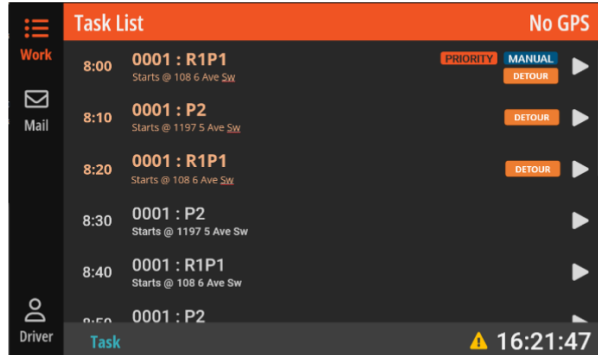 Task List No GPS
Work
8:00 0001 : R1P1 PRIORITY MANUAL
Starts @ 108 6 Ave Sw DETOUR
Mail
8:10 0001 : P2 DETOUR
Starts @ 1197 5 Ave Sw
8:20 0001 : R1P1 DETOUR
Starts @ 108 6 Ave Sw
8:30 0001 : P2
Starts @ 1197 5 Ave Sw
8:40 0001 : R1P1
Starts @ 108 6 Ave Sw
8:50 0001 : P2
Driver Task 16:21:47